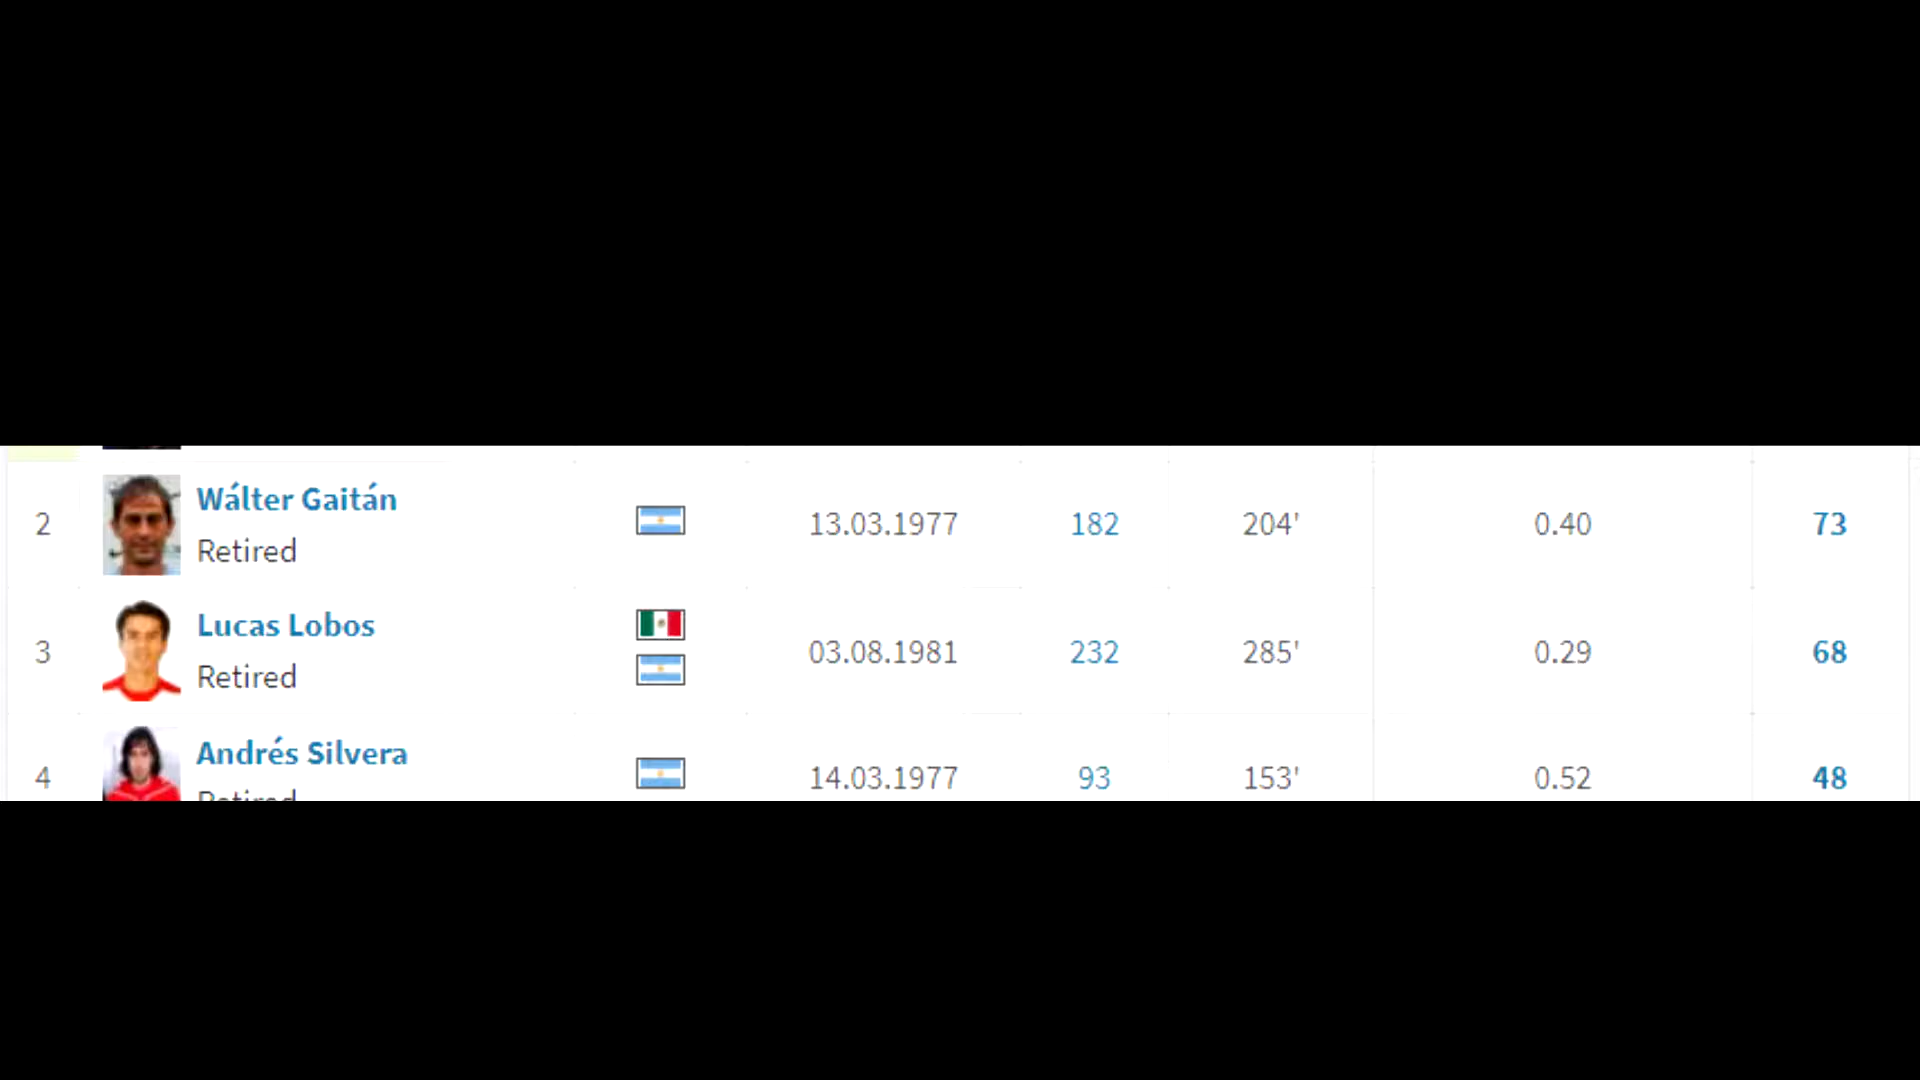 2 Wálter Gaitán 13.03.1977 182 204' 0.40 73
Retired
3 Lucas Lobos 03.08.1981 232 285' 0.29 68
Retired
4 Andrés Silvera 14.03.1977 93 153' 0.52 48
Retired